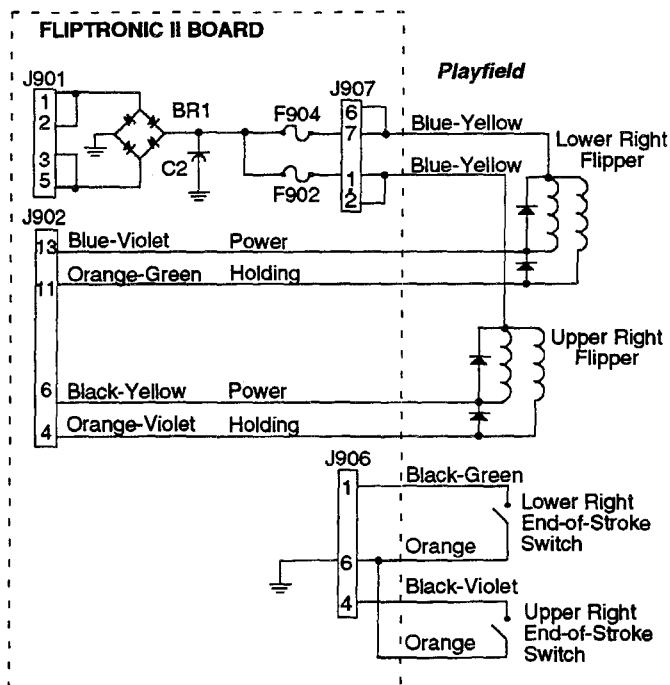 FLIPTRONIC II BOARD
J901
1
2
3
5
BR1
C2
F904
F902
J907
6
7
1
2
Playfield
Blue-Yellow
Blue-Yellow
Lower Right
Flipper
J902
13
Blue-Violet Power
11
Orange-Green Holding
Upper Right
Flipper
6
Black-Yellow Power
4
Orange-Violet Holding
J906
1
Black-Green
Lower Right
End-of-Stroke
Switch
Orange
6
Black-Violet
4
Upper Right
End-of-Stroke
Switch
Orange